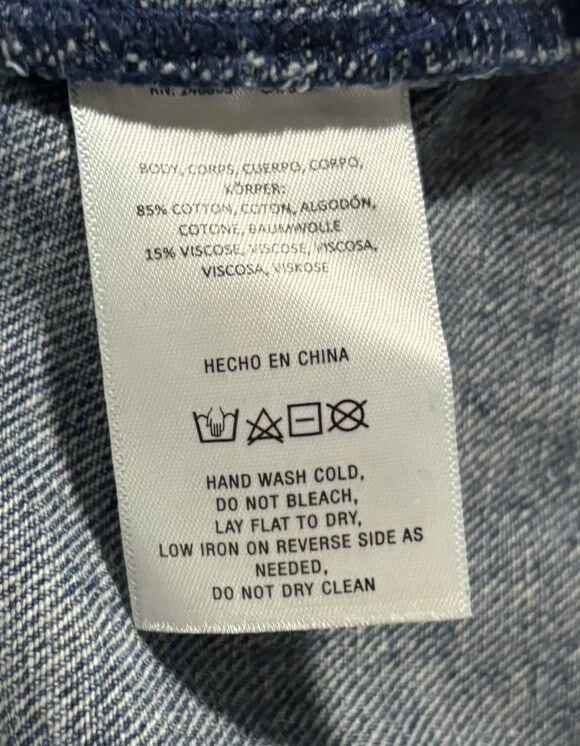 BODY, CORPS, CUERPO, CORPO,
KÖRPER:
85% COTTON, COTON, ALGODÓN,
COTONE, BAUMWOLLE
15% VISCOSE, VISCOSE, VISCOSA,
VISCOSA, VISKOSE
HECHO EN CHINA
HAND WASH COLD,
DO NOT BLEACH,
LAY FLAT TO DRY,
LOW IRON ON REVERSE SIDE AS
NEEDED,
DO NOT DRY CLEAN